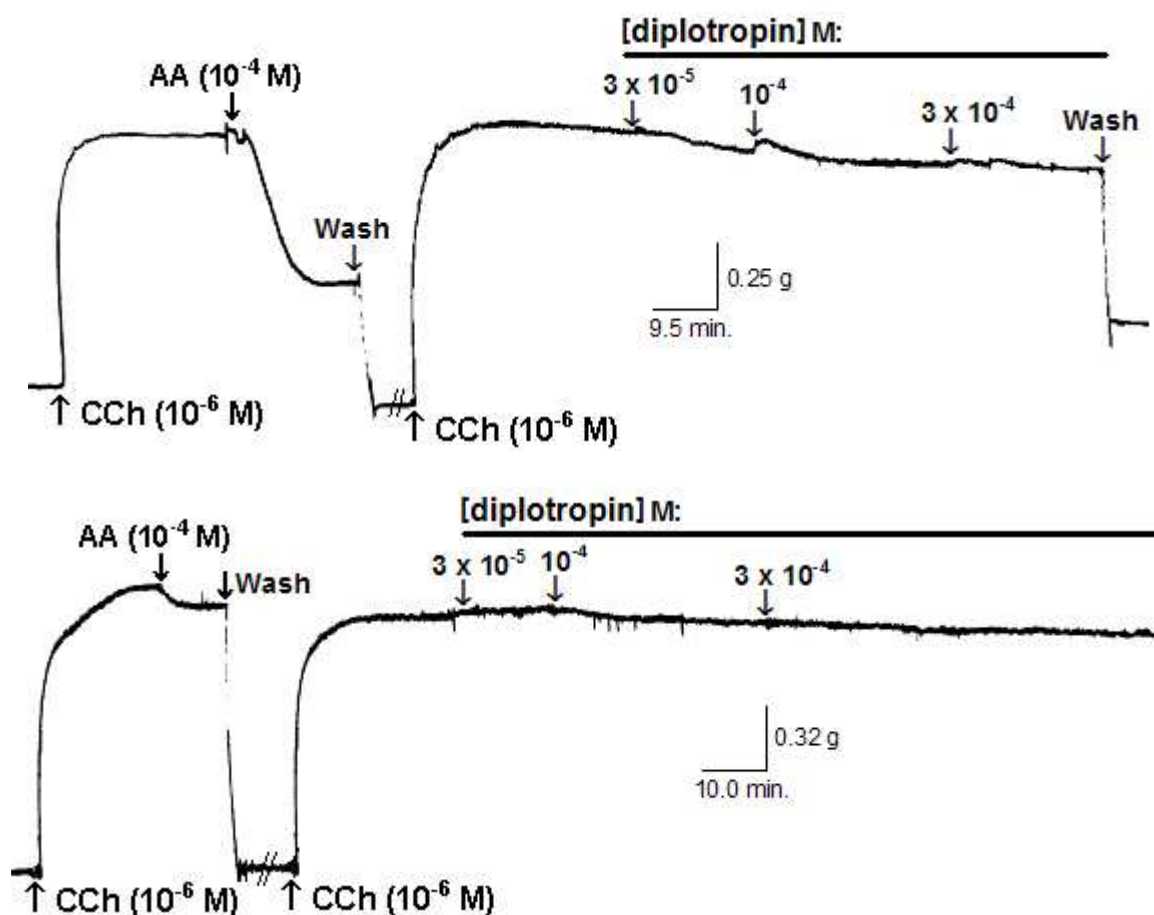 [diplotropin] M:
AA (10⁻⁴ M)
3 x 10⁻⁵
10⁻⁴
3 x 10⁻⁴
Wash
Wash
0.25 g
9.5 min.
CCh (10⁻⁶ M)
CCh (10⁻⁶ M)
[diplotropin] M:
AA (10⁻⁴ M)
Wash
3 x 10⁻⁵
10⁻⁴
3 x 10⁻⁴
0.32 g
10.0 min.
CCh (10⁻⁶ M)
CCh (10⁻⁶ M)